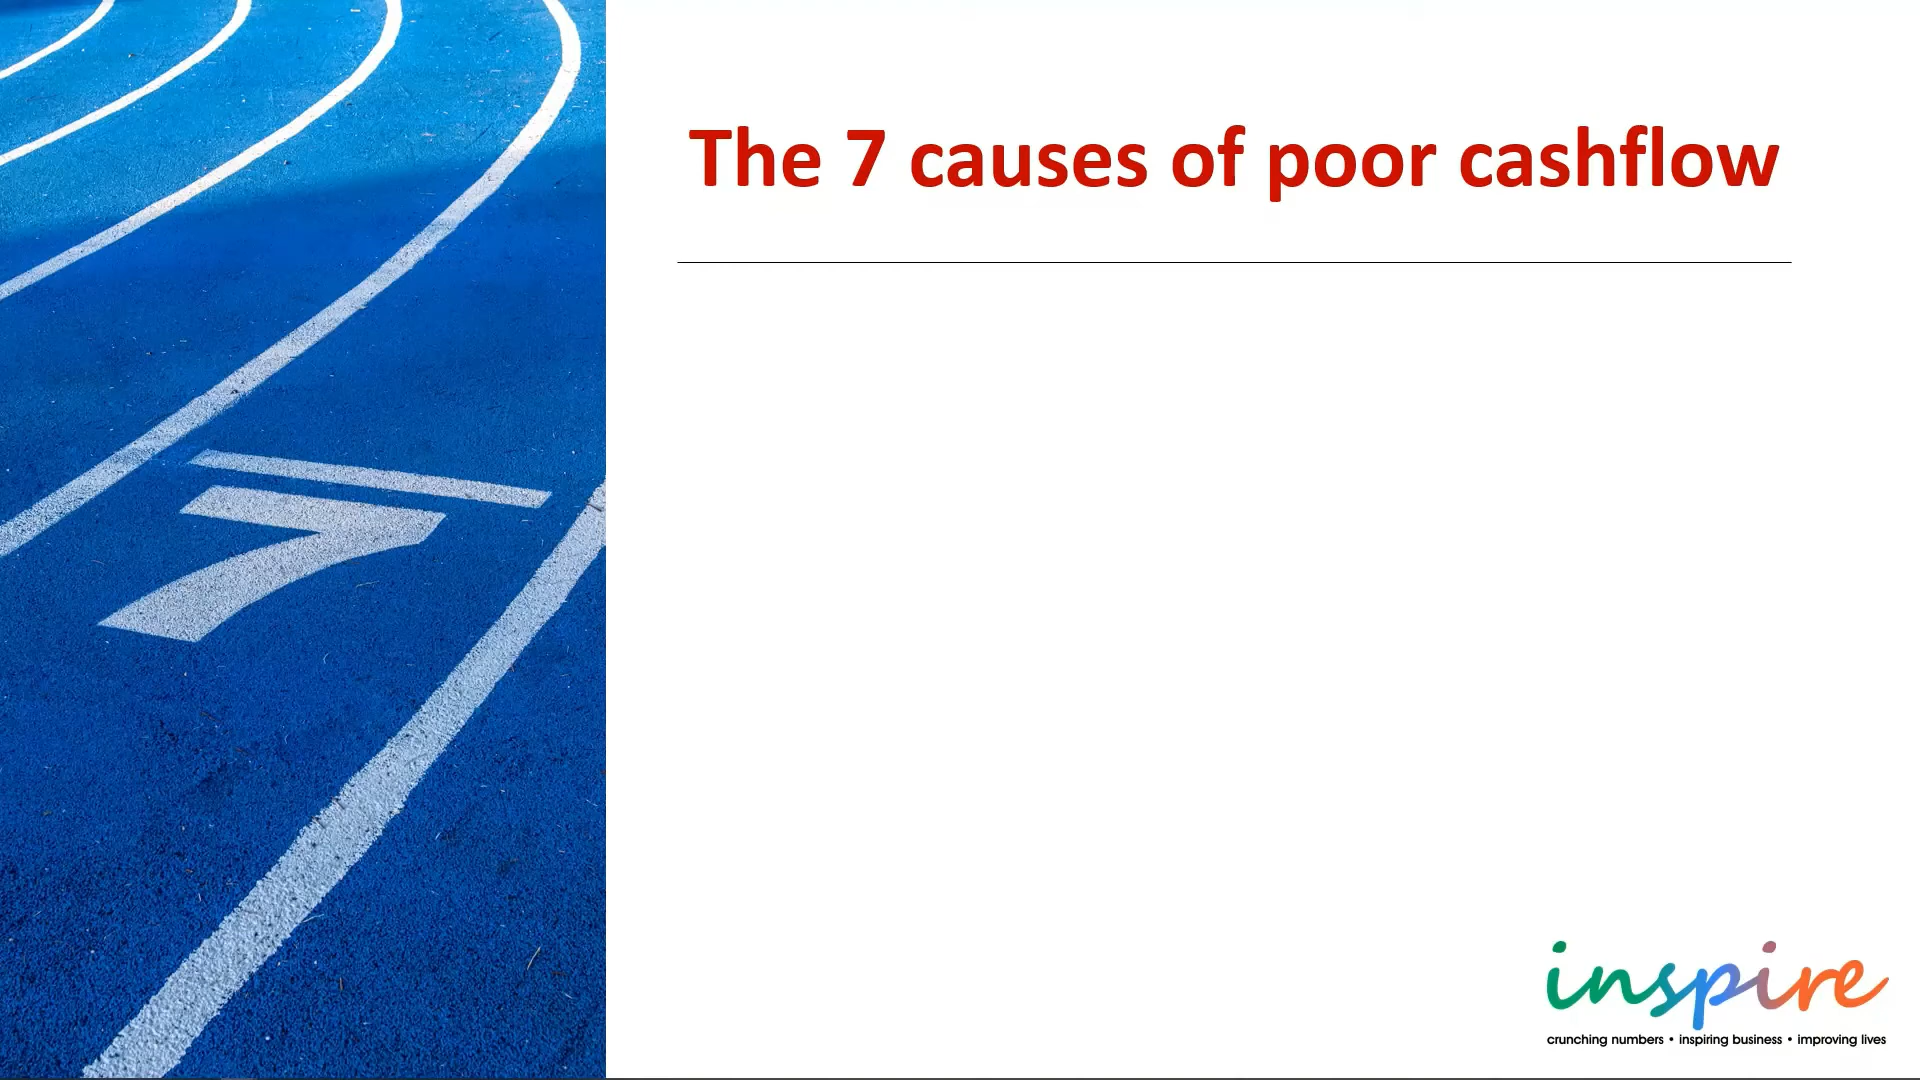 The 7 causes of poor cashflow
7
inspire
crunching numbers • inspiring business • improving lives